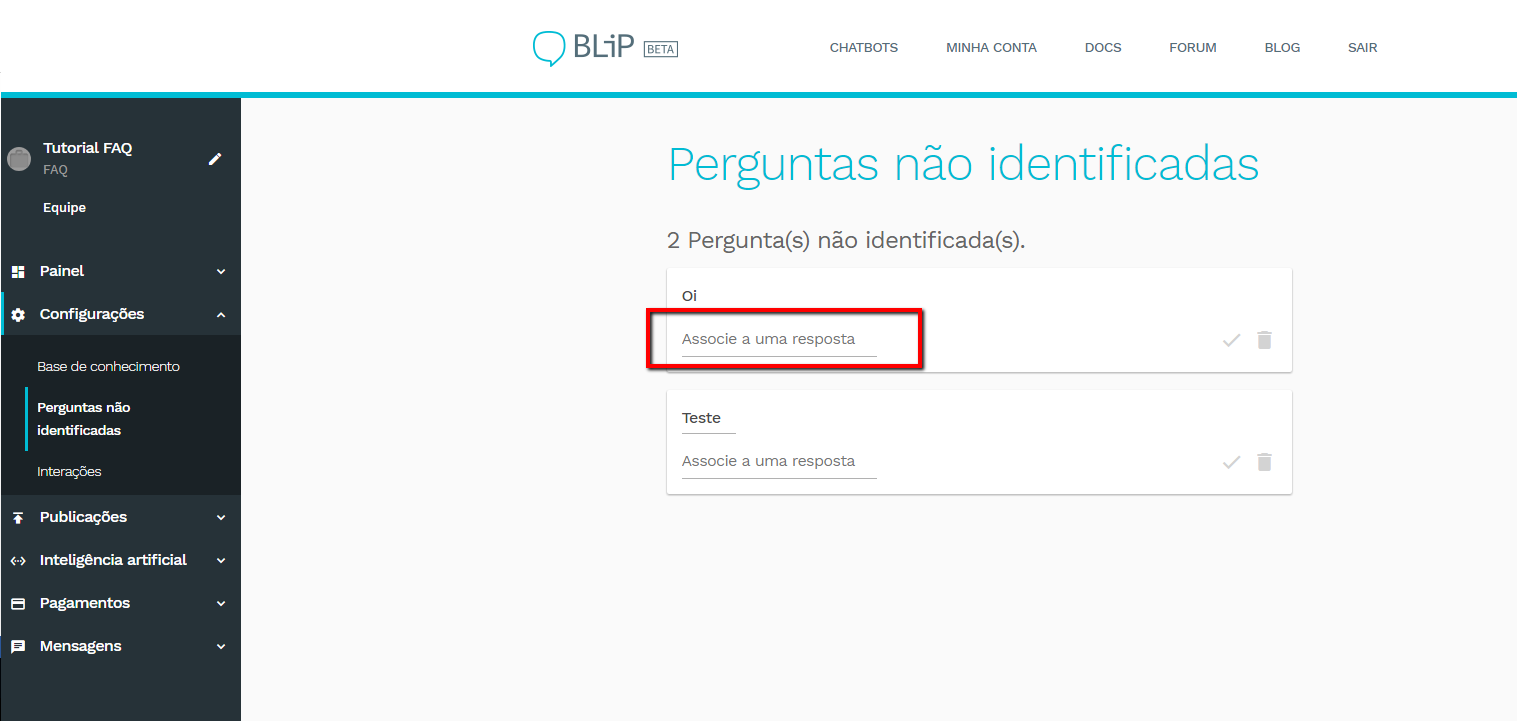 BLiP BETA
CHATBOTS MINHA CONTA DOCS FORUM BLOG SAIR
Tutorial FAQ
FAQ
Equipe
Painel
Configurações
Base de conhecimento
Perguntas não
identificadas
Interações
Publicações
Inteligência artificial
Pagamentos
Mensagens
Perguntas não identificadas
2 Pergunta(s) não identificada(s).
Oi
Associe a uma resposta
Teste
Associe a uma resposta